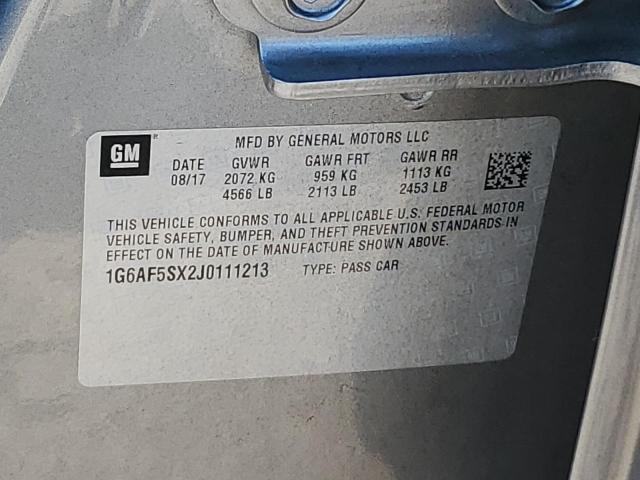 MFD BY GENERAL MOTORS LLC
GM
DATE GVWR GAWR FRT GAWR RR
08/17 2072 KG 959 KG 1113 KG
4566 LB 2113 LB 2453 LB
THIS VEHICLE CONFORMS TO ALL APPLICABLE U.S. FEDERAL MOTOR
VEHICLE SAFETY, BUMPER, AND THEFT PREVENTION STANDARDS IN
EFFECT ON THE DATE OF MANUFACTURE SHOWN ABOVE.
1G6AF5SX2J0111213 TYPE: PASS CAR